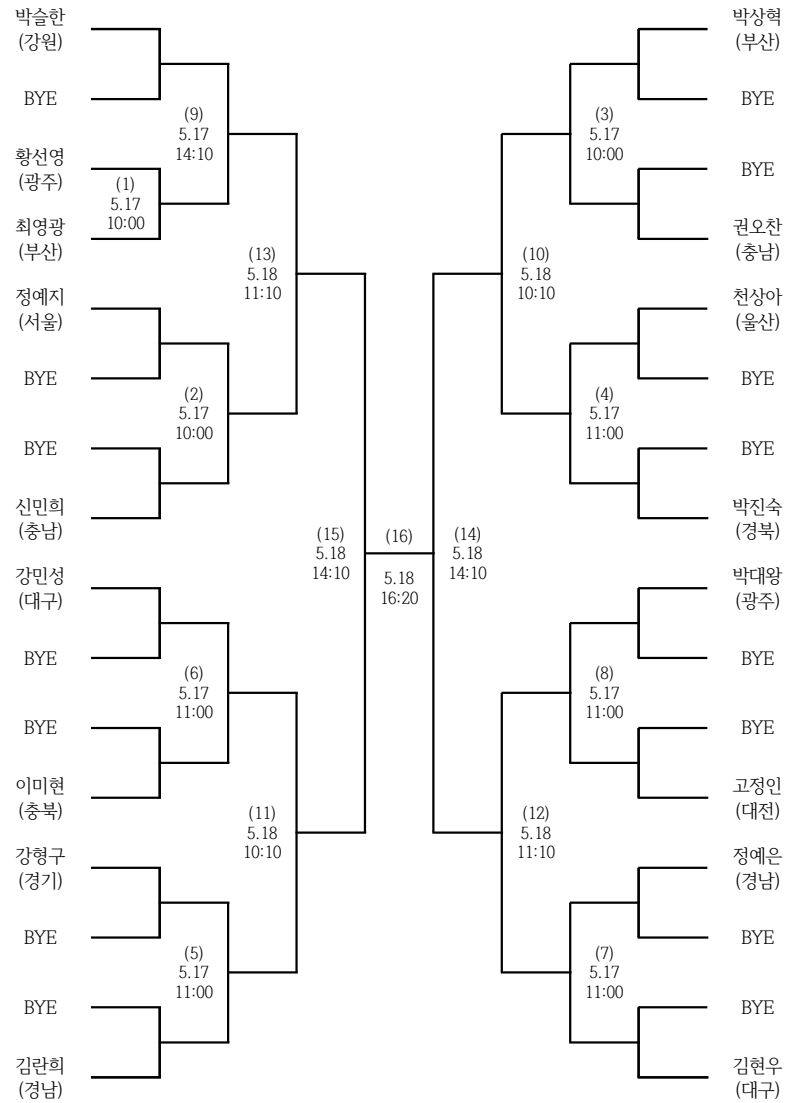 박슬한
(강원)
BYE
(9)
5.17
14:10
황선영
(광주)
(1)
5.17
10:00
최영광
(부산)
(13)
5.18
11:10
정예지
(서울)
BYE
(2)
5.17
10:00
BYE
신민희
(충남)
(15)
5.18
14:10
강민성
(대구)
BYE
(6)
5.17
11:00
BYE
이미현
(충북)
(11)
5.18
10:10
강형구
(경기)
BYE
(5)
5.17
11:00
BYE
김란희
(경남)
(16)
5.18
16:20
박상혁
(부산)
BYE
(3)
5.17
10:00
BYE
권오찬
(충남)
(10)
5.18
10:10
천상아
(울산)
BYE
(4)
5.17
11:00
BYE
박진숙
(경북)
(14)
5.18
14:10
박대왕
(광주)
BYE
(8)
5.17
11:00
BYE
고정인
(대전)
(12)
5.18
11:10
정예은
(경남)
BYE
(7)
5.17
11:00
BYE
김현우
(대구)